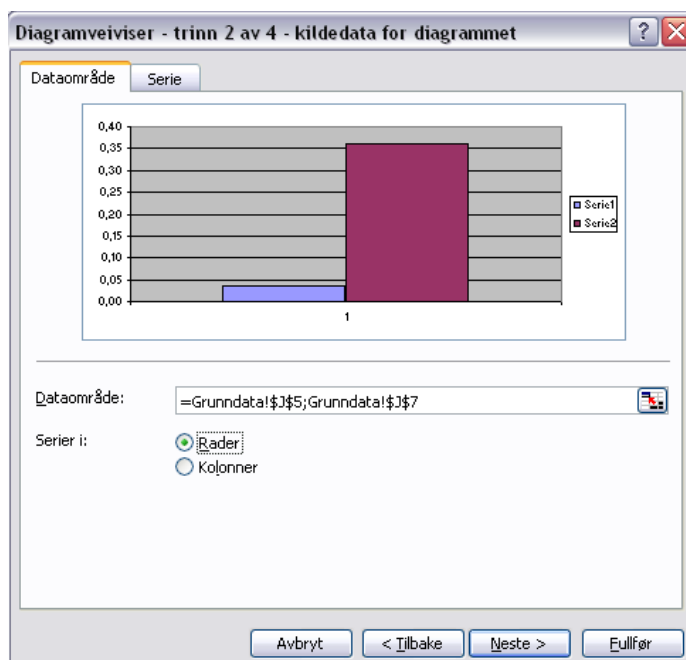 Diagramveiviser - trinn 2 av 4 - kildedata for diagrammet
Dataområde Serie
0,40
0,35
0,30
0,25
0,20
0,15
0,10
0,05
0,00
1
Serie1
Serie2
Dataområde: =Grunndata!$J$5;Grunndata!$J$7
Serier i: Rader
Kolonner
Avbryt < Tilbake Neste > Fullfør